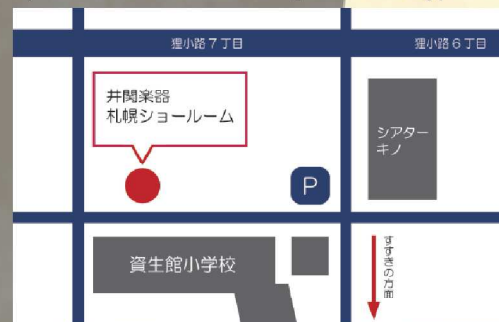 狸小路7丁目
狸小路6丁目
井関楽器
札幌ショールーム
シアター
キノ
P
資生館小学校
すすきの方面